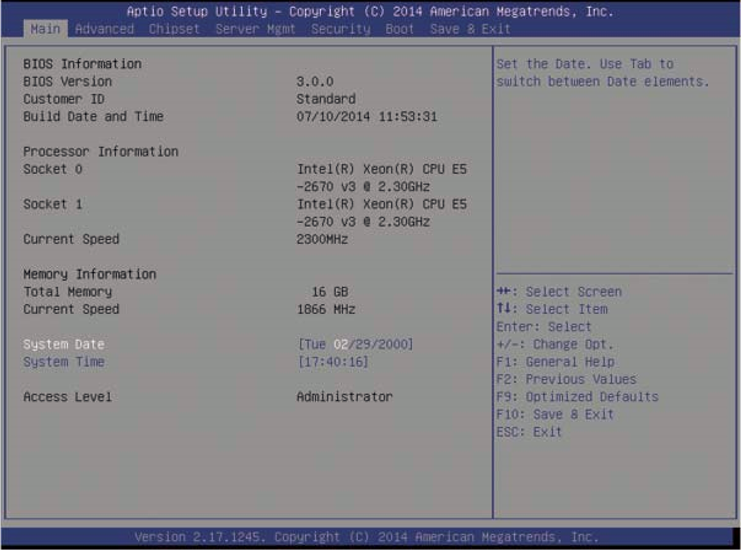 Aptio Setup Utility – Copyright (C) 2014 American Megatrends, Inc.
Main Advanced Chipset Server Mgmt Security Boot Save & Exit
BIOS Information
BIOS Version 3.0.0
Customer ID Standard
Build Date and Time 07/10/2014 11:53:31
Processor Information
Socket 0 Intel(R) Xeon(R) CPU E5
-2670 v3 @ 2.30GHz
Socket 1 Intel(R) Xeon(R) CPU E5
-2670 v3 @ 2.30GHz
Current Speed 2300MHz
Memory Information
Total Memory 16 GB
Current Speed 1866 MHz
System Date [Tue 02/29/2000]
System Time [17:40:16]
Access Level Administrator
Set the Date. Use Tab to
switch between Date elements.
→←: Select Screen
↑↓: Select Item
Enter: Select
+/-: Change Opt.
F1: General Help
F2: Previous Values
F9: Optimized Defaults
F10: Save & Exit
ESC: Exit
Version 2.17.1245. Copyright (C) 2014 American Megatrends, Inc.